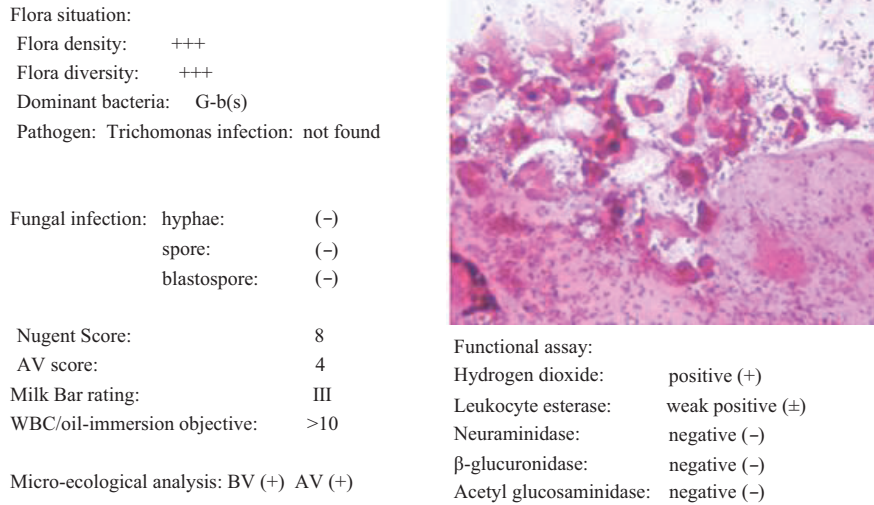 Flora situation:
Flora density: +++
Flora diversity: +++
Dominant bacteria: G-b(s)
Pathogen: Trichomonas infection: not found
Fungal infection: hyphae: (−)
spore: (−)
blastospore: (−)
Nugent Score: 8
AV score: 4
Milk Bar rating: III
WBC/oil-immersion objective: >10
Micro-ecological analysis: BV (+) AV (+)
Functional assay:
Hydrogen dioxide: positive (+)
Leukocyte esterase: weak positive (±)
Neuraminidase: negative (−)
β-glucuronidase: negative (−)
Acetyl glucosaminidase: negative (−)